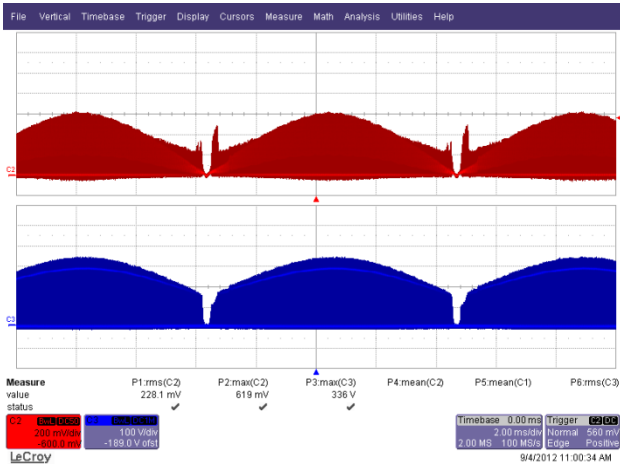 File Vertical Timebase Trigger Display Cursors Measure Math Analysis Utilities Help
C2
C3
Measure P1:rms(C2) P2:max(C2) P3:max(C3) P4:mean(C2) P5:mean(C1) P6:rms(C3)
value 228.1 mV 619 mV 336 V
status
C2 BwL DC50 C3 Timebase 0.00 ms Trigger C2 DC
200 mV/div 100 V/div 2.00 ms/div Normal 560 mV
-600.0 mV -189.0 V ofst 2.00 MS 100 MS/s Edge Positive
LeCroy 9/4/2012 11:00:34 AM